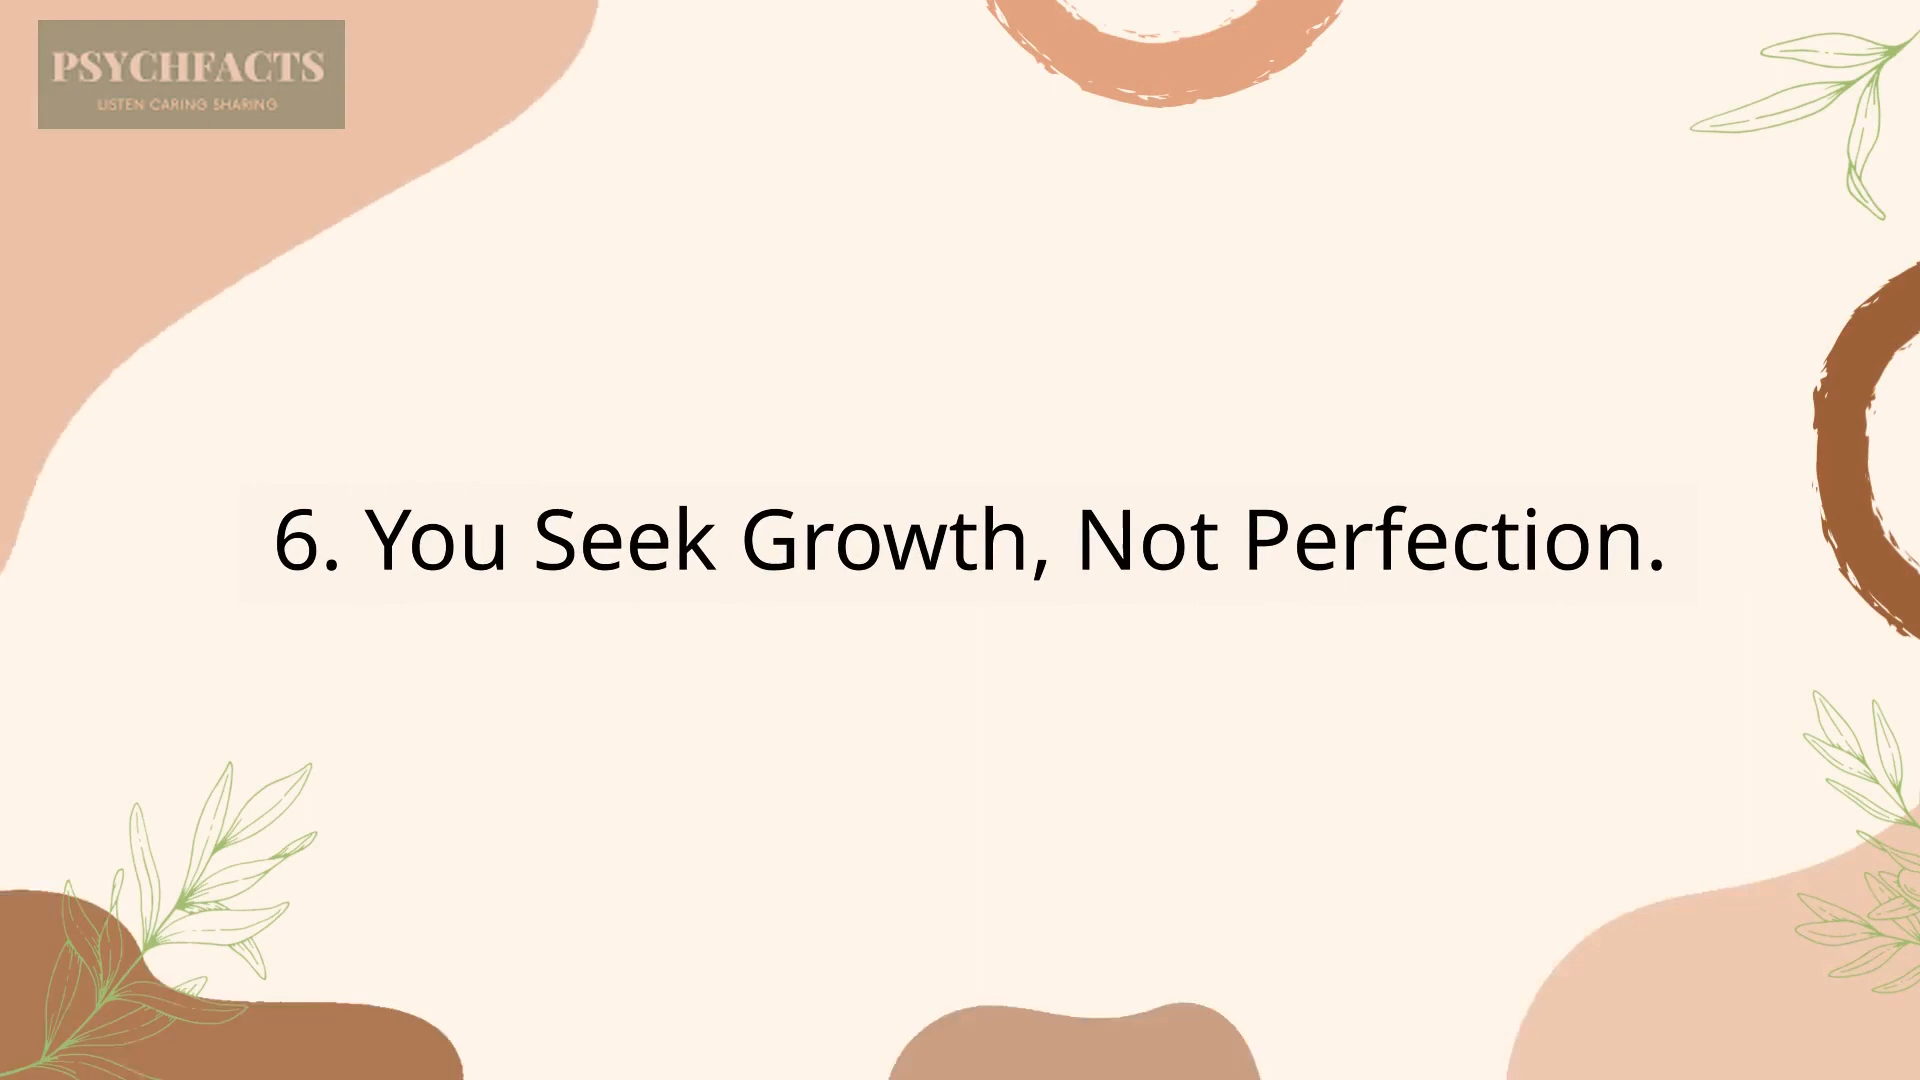 PSYCHFACTS
LISTEN CARING SHARING
6. You Seek Growth, Not Perfection.